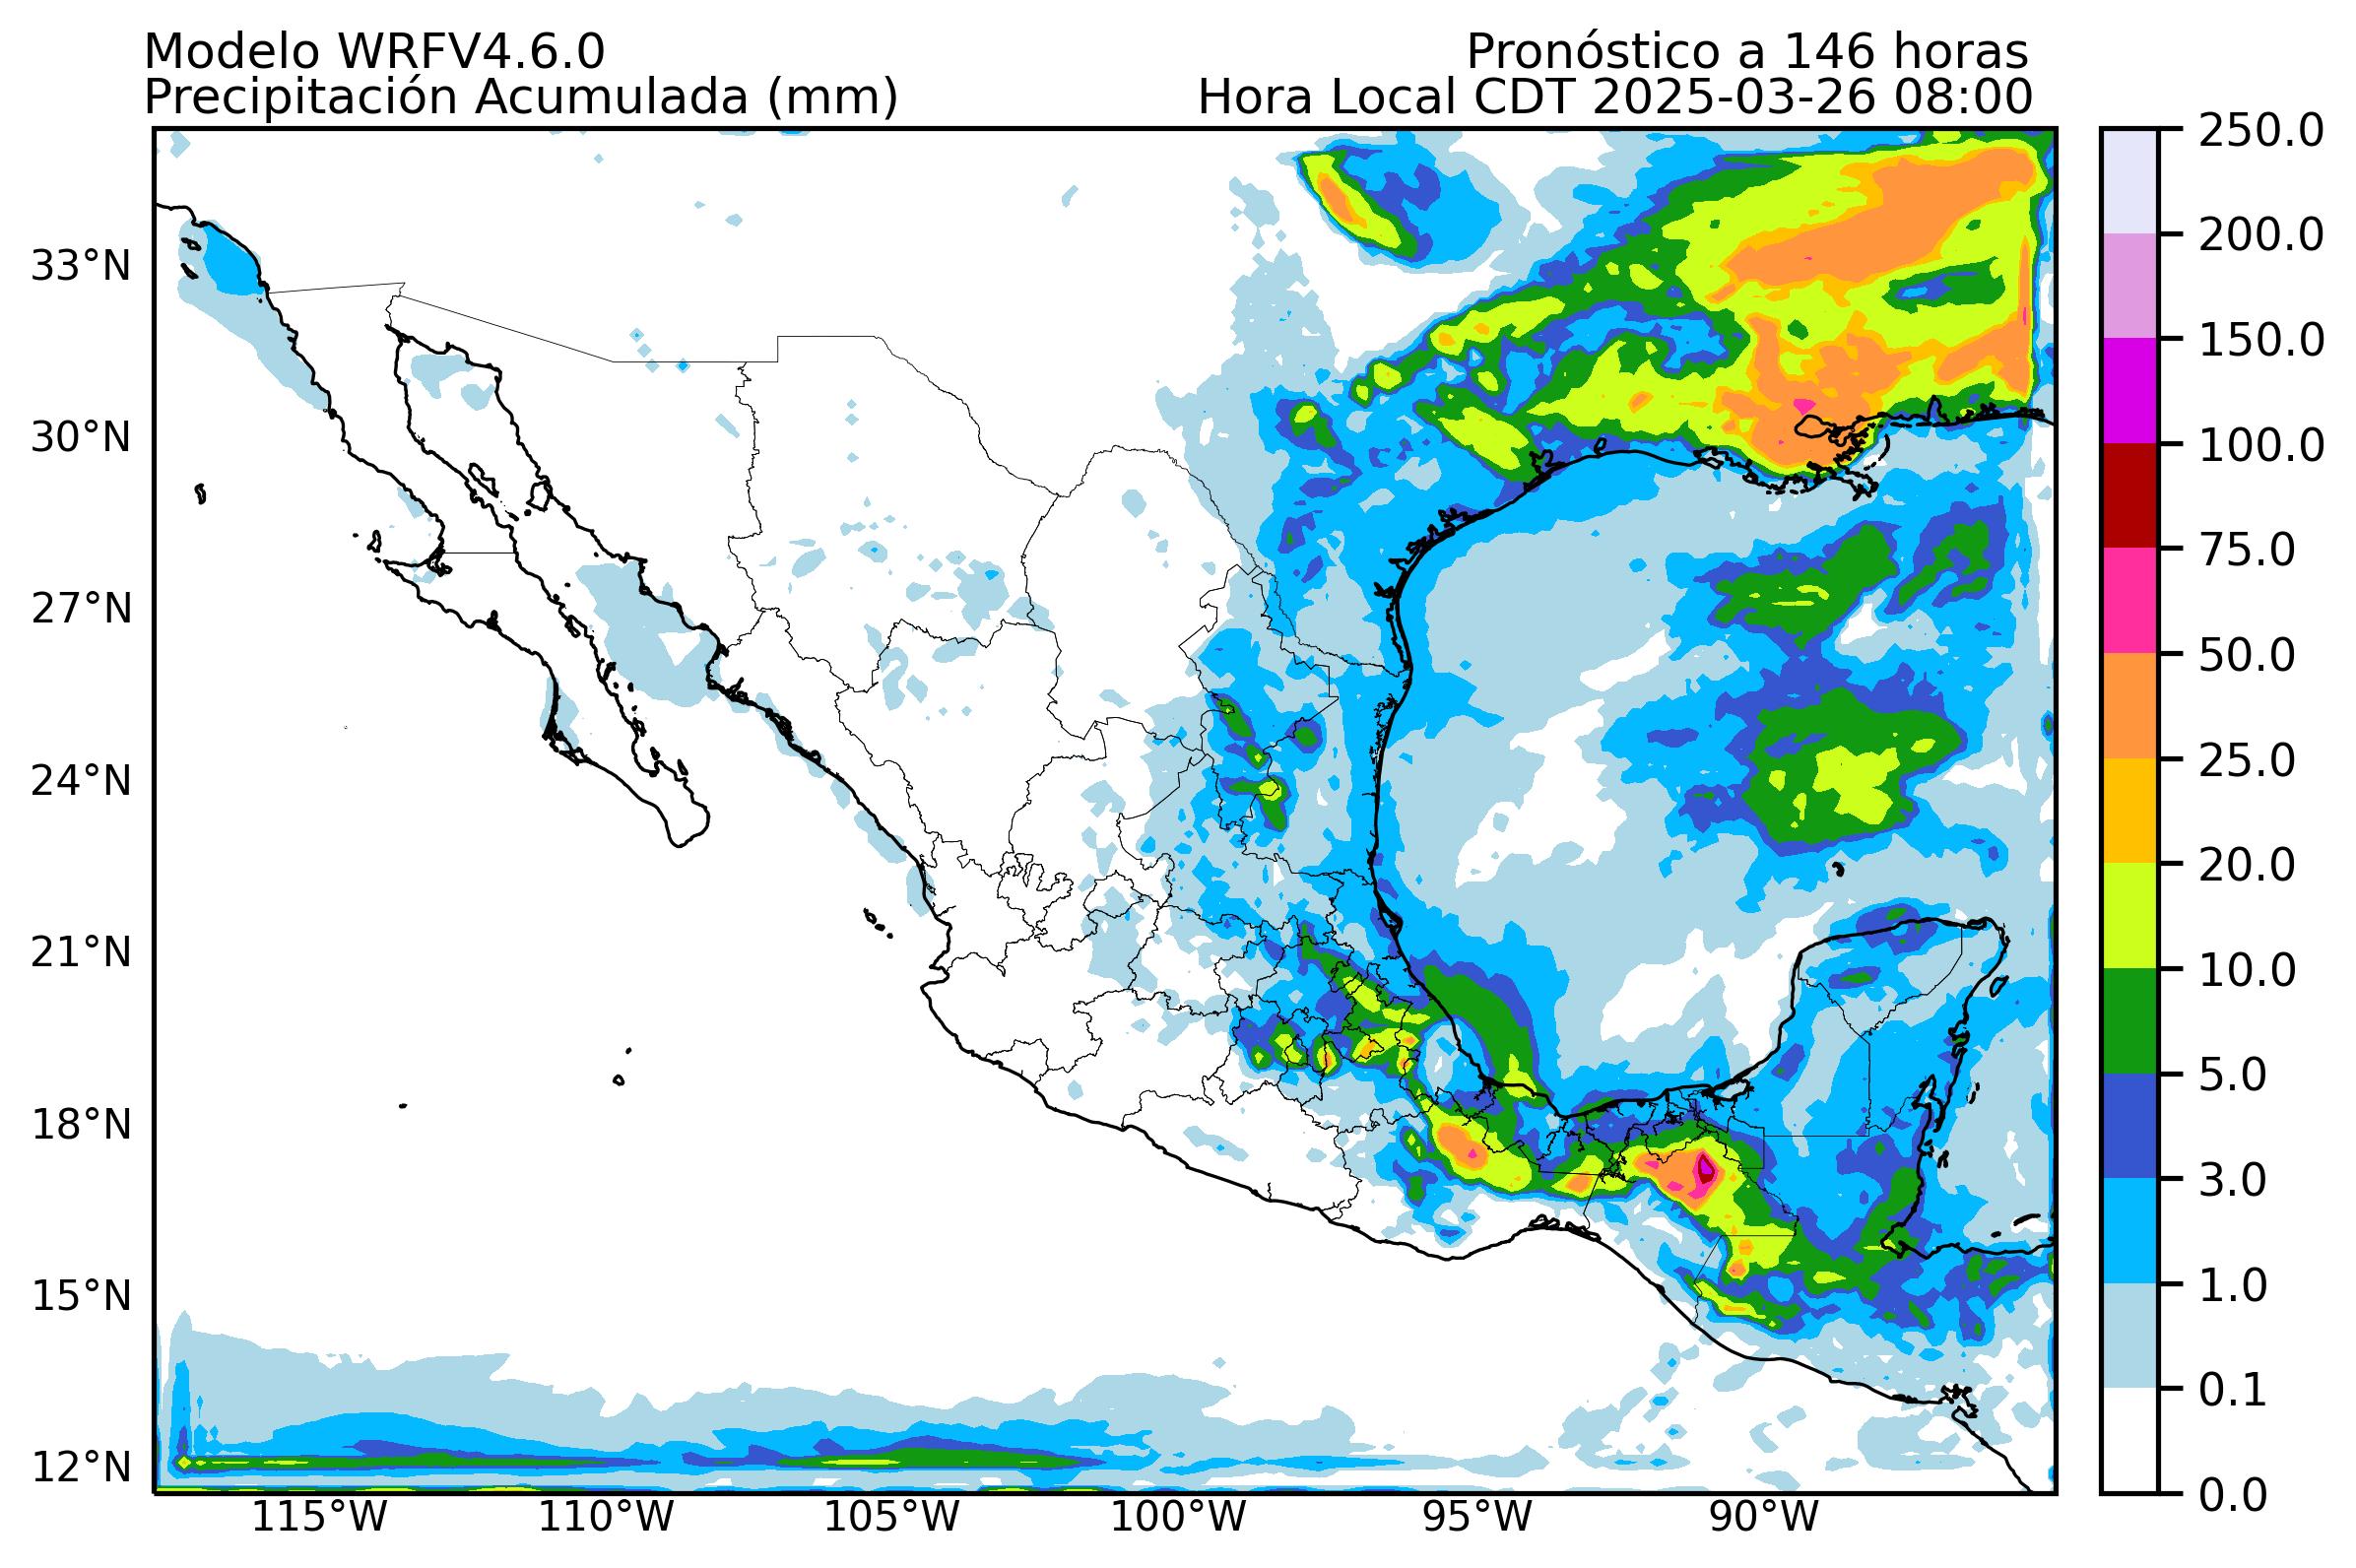 Modelo WRFV4.6.0
Pronóstico a 146 horas
Precipitación Acumulada (mm)
Hora Local CDT 2025-03-26 08:00
33°N
30°N
27°N
24°N
21°N
18°N
15°N
12°N
115°W
110°W
105°W
100°W
95°W
90°W
250.0
200.0
150.0
100.0
75.0
50.0
25.0
20.0
10.0
5.0
3.0
1.0
0.1
0.0